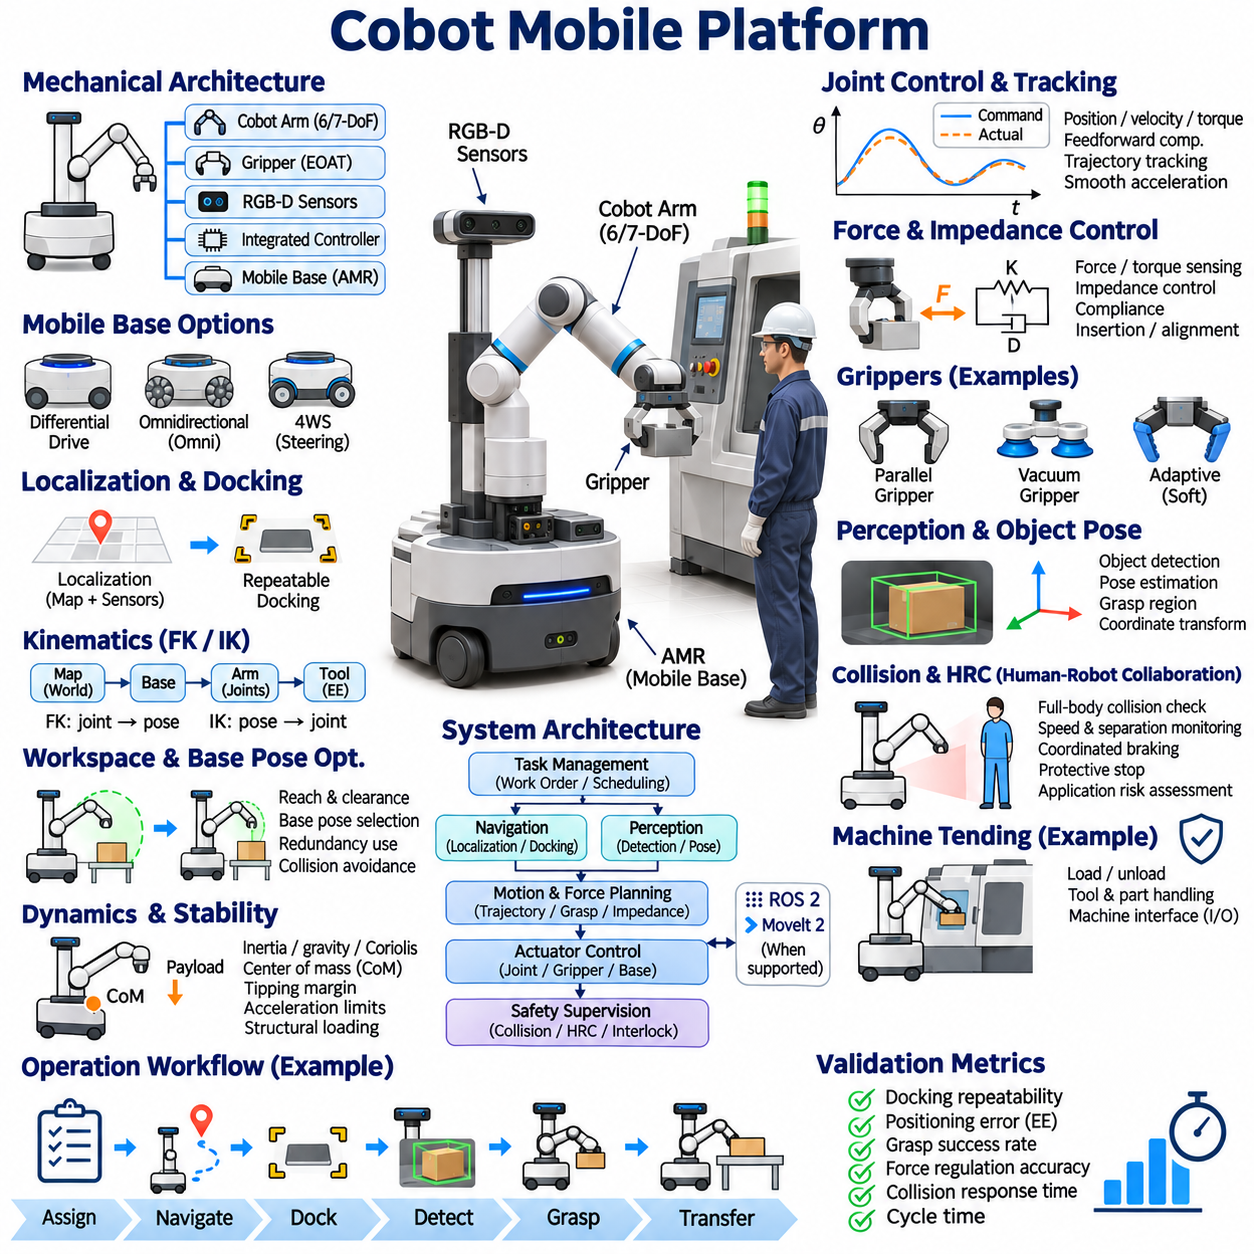 Cobot Mobile Platform
Mechanical Architecture
Cobot Arm (6/7-DoF)
Gripper (EOAT)
RGB-D Sensors
Integrated Controller
Mobile Base (AMR)
Mobile Base Options
Differential
Drive
Omnidirectional
(Omni)
4WS
(Steering)
Localization & Docking
Localization
(Map + Sensors)
Repeatable
Docking
Kinematics (FK / IK)
Map
(World)
Base
Arm
(Joints)
Tool
(EE)
FK: joint → pose
IK: pose → joint
Workspace & Base Pose Opt.
Reach & clearance
Base pose selection
Redundancy use
Collision avoidance
Dynamics & Stability
Payload
CoM
Inertia / gravity / Coriolis
Center of mass (CoM)
Tipping margin
Acceleration limits
Structural loading
RGB-D
Sensors
Cobot Arm
(6/7-DoF)
Gripper
AMR
(Mobile Base)
System Architecture
Task Management
(Work Order / Scheduling)
Navigation
(Localization / Docking)
Perception
(Detection / Pose)
Motion & Force Planning
(Trajectory / Grasp / Impedance)
Actuator Control
(Joint / Gripper / Base)
Safety Supervision
(Collision / HRC / Interlock)
ROS 2
MoveIt 2
(When
supported)
Joint Control & Tracking
θ
Command
Actual
t
Position / velocity / torque
Feedforward comp.
Trajectory tracking
Smooth acceleration
Force & Impedance Control
F
K
D
Force / torque sensing
Impedance control
Compliance
Insertion / alignment
Grippers (Examples)
Parallel
Gripper
Vacuum
Gripper
Adaptive
(Soft)
Perception & Object Pose
Object detection
Pose estimation
Grasp region
Coordinate transform
Collision & HRC (Human-Robot Collaboration)
Full-body collision check
Speed & separation monitoring
Coordinated braking
Protective stop
Application risk assessment
Machine Tending (Example)
Load / unload
Tool & part handling
Machine interface (I/O)
Operation Workflow (Example)
Assign
Navigate
Dock
Detect
Grasp
Transfer
Validation Metrics
Docking repeatability
Positioning error (EE)
Grasp success rate
Force regulation accuracy
Collision response time
Cycle time